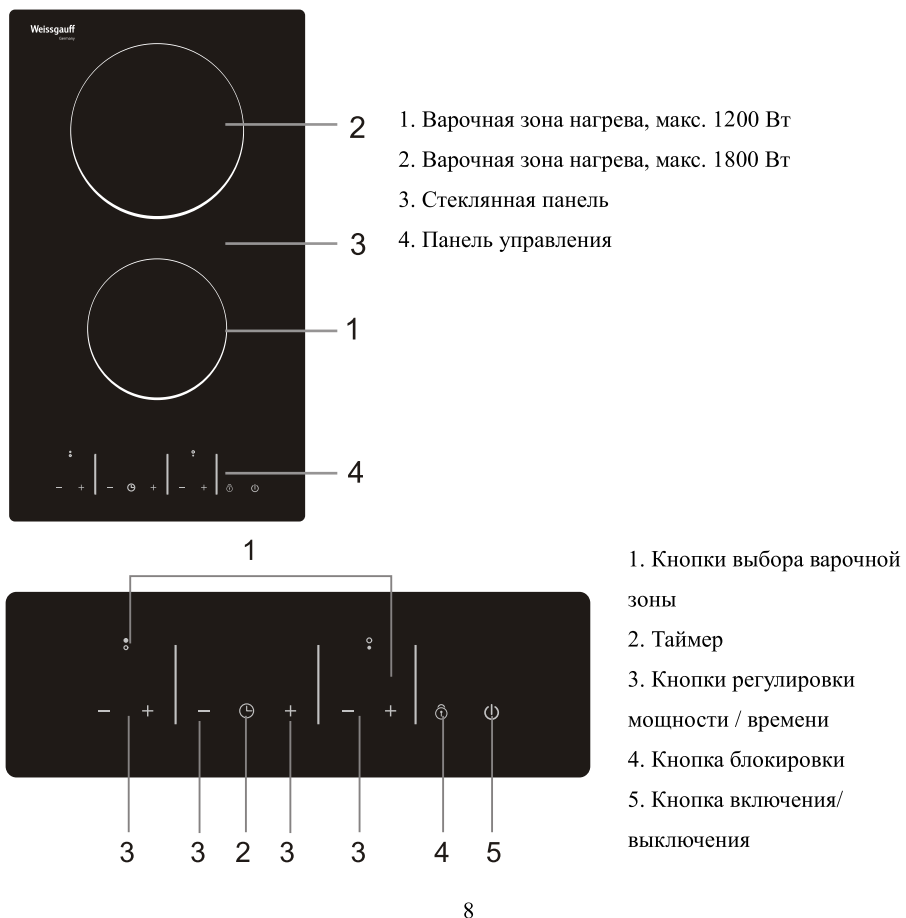 Weissgauff
Germany
2
3
1
4
1. Варочная зона нагрева, макс. 1200 Вт
2. Варочная зона нагрева, макс. 1800 Вт
3. Стеклянная панель
4. Панель управления
1
3
3
2
3
3
4
5
1. Кнопки выбора варочной
зоны
2. Таймер
3. Кнопки регулировки
мощности / времени
4. Кнопка блокировки
5. Кнопка включения/
выключения
8